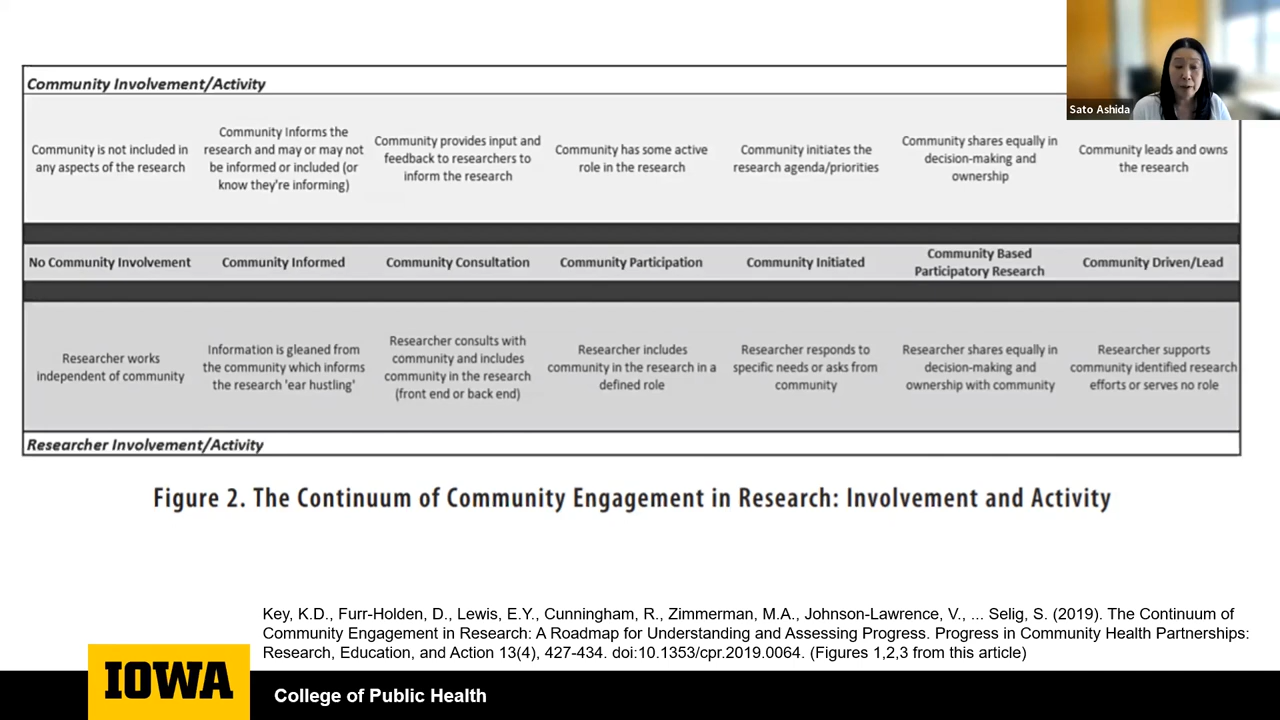 Sato Ashida
Community Involvement/Activity
Community is not included in
any aspects of the research
Community Informs the
research and may or may not
be informed or included (or
know they're informing)
Community provides input and
feedback to researchers to
inform the research
Community has some active
role in the research
Community initiates the
research agenda/priorities
Community shares equally in
decision-making and
ownership
Community leads and owns
the research
No Community Involvement
Community Informed
Community Consultation
Community Participation
Community Initiated
Community Based
Participatory Research
Community Driven/Lead
Researcher works
independent of community
Information is gleaned from
the community which informs
the research 'ear hustling'
Researcher consults with
community and includes
community in the research
(front end or back end)
Researcher includes
community in the research in a
defined role
Researcher responds to
specific needs or asks from
community
Researcher shares equally in
decision-making and
ownership with community
Researcher supports
community identified research
efforts or serves no role
Researcher Involvement/Activity
Figure 2. The Continuum of Community Engagement in Research: Involvement and Activity
Key, K.D., Furr-Holden, D., Lewis, E.Y., Cunningham, R., Zimmerman, M.A., Johnson-Lawrence, V., ... Selig, S. (2019). The Continuum of
Community Engagement in Research: A Roadmap for Understanding and Assessing Progress. Progress in Community Health Partnerships:
Research, Education, and Action 13(4), 427-434. doi:10.1353/cpr.2019.0064. (Figures 1,2,3 from this article)
IOWA
College of Public Health